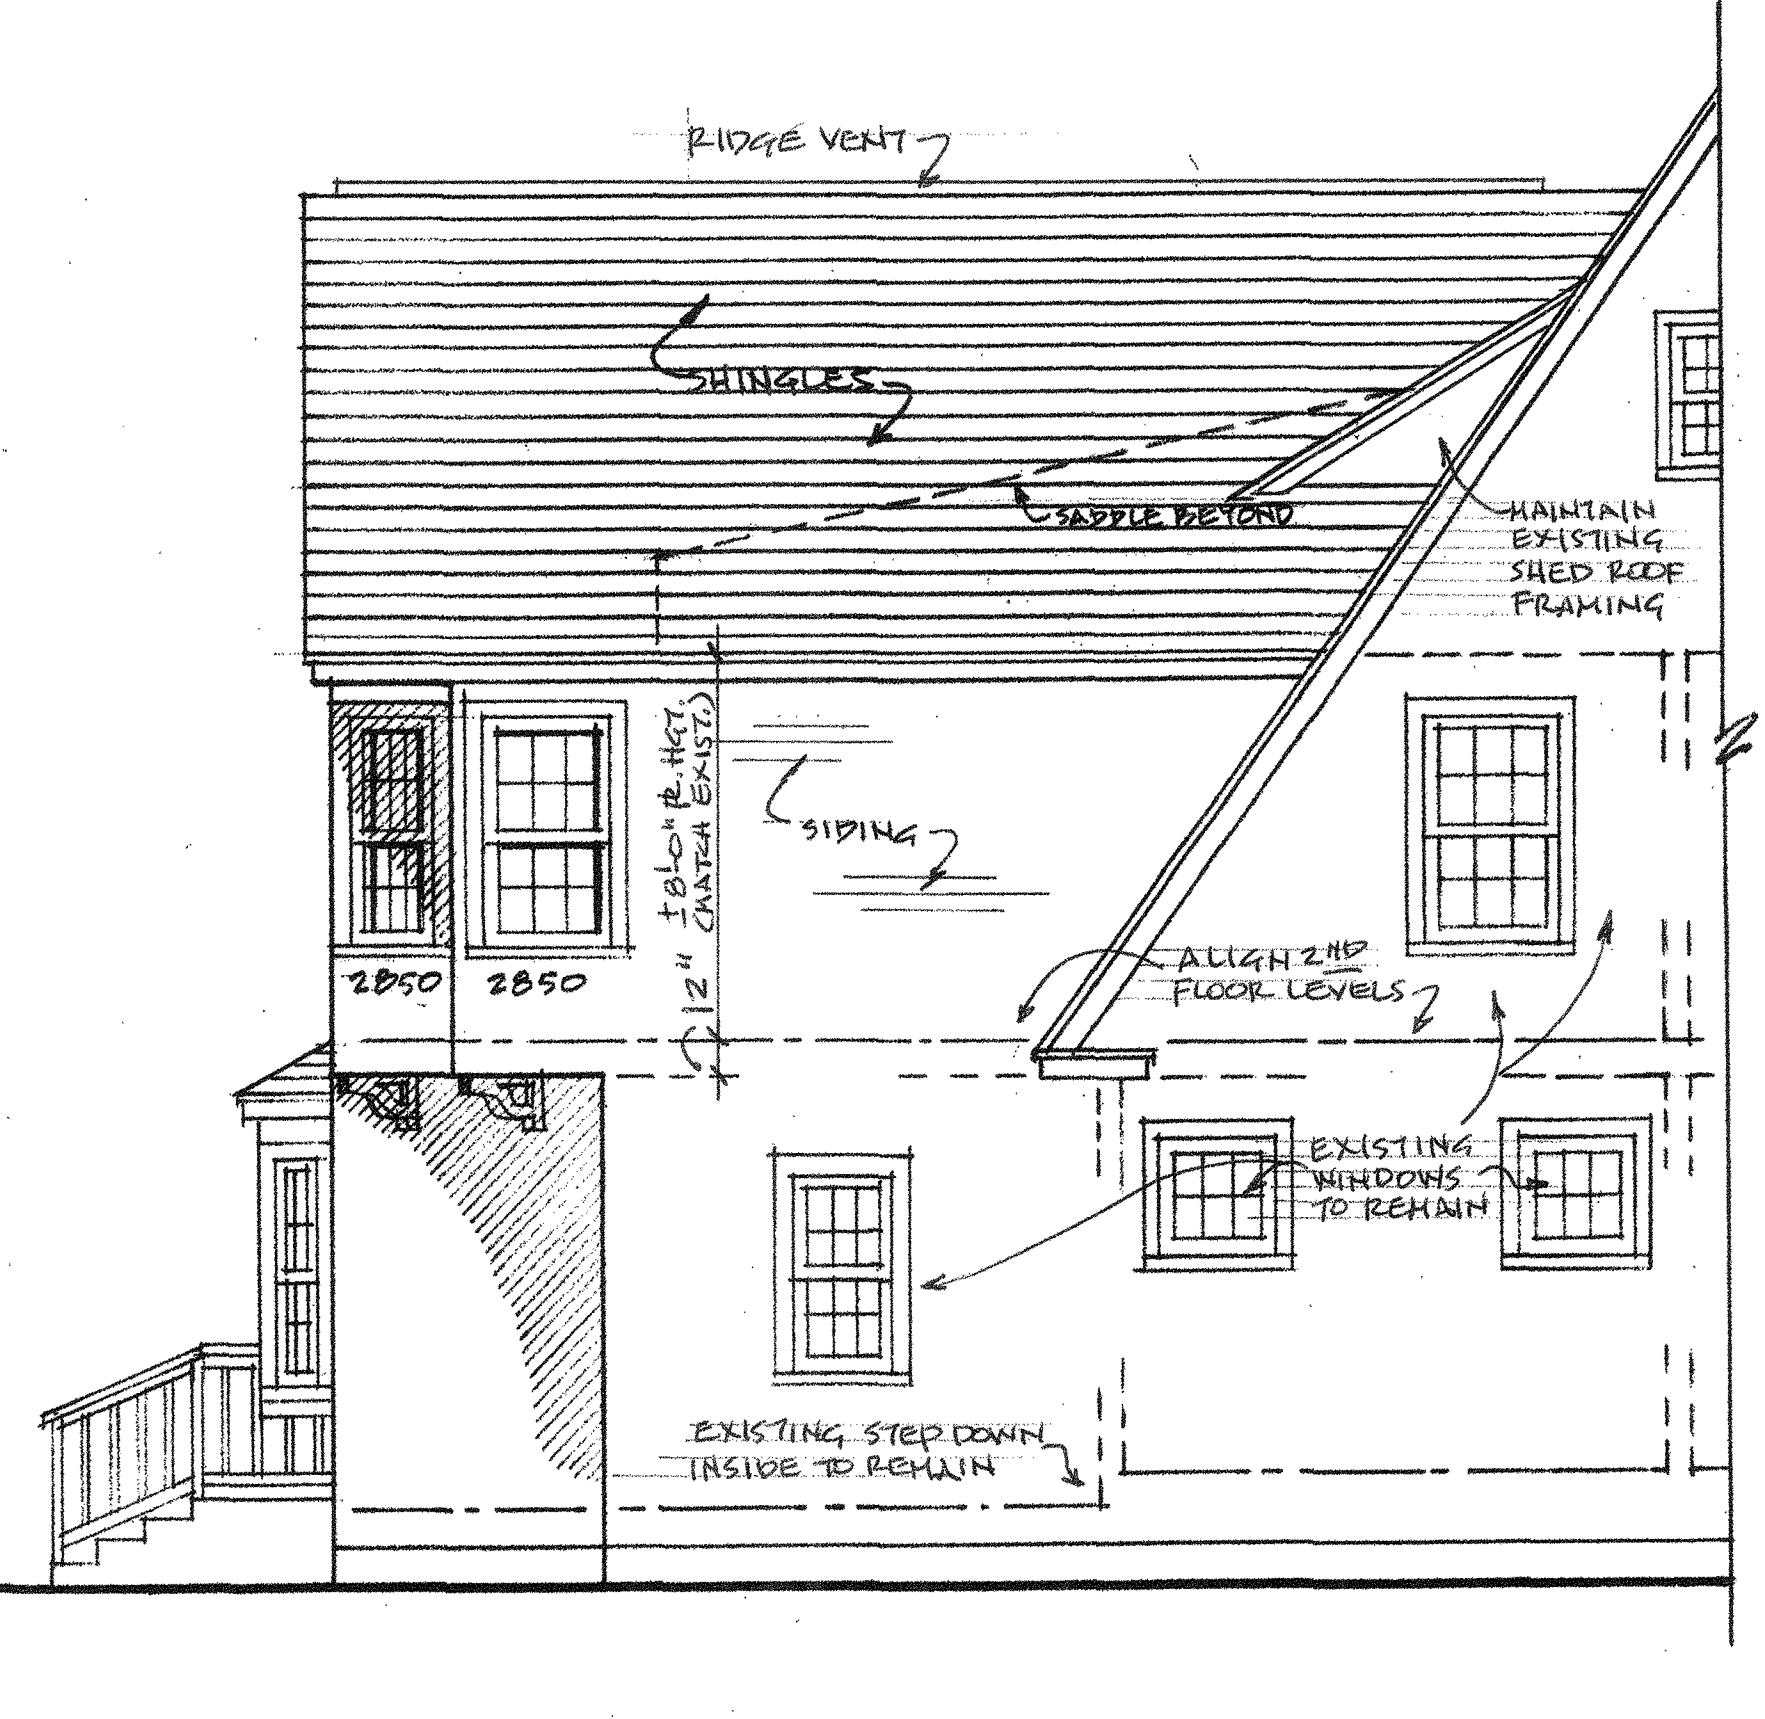 RIDGE VENT
SHINGLES
SADDLE BEYOND
MAINTAIN
EXISTING
SHED ROOF
FRAMING
±8'-0" PL. HGT.
(MATCH EXIST.)
SIDING
2850
2850
12"
ALIGN 2ND
FLOOR LEVELS
EXISTING
WINDOWS
TO REMAIN
EXISTING STEP DOWN
INSIDE TO REMAIN